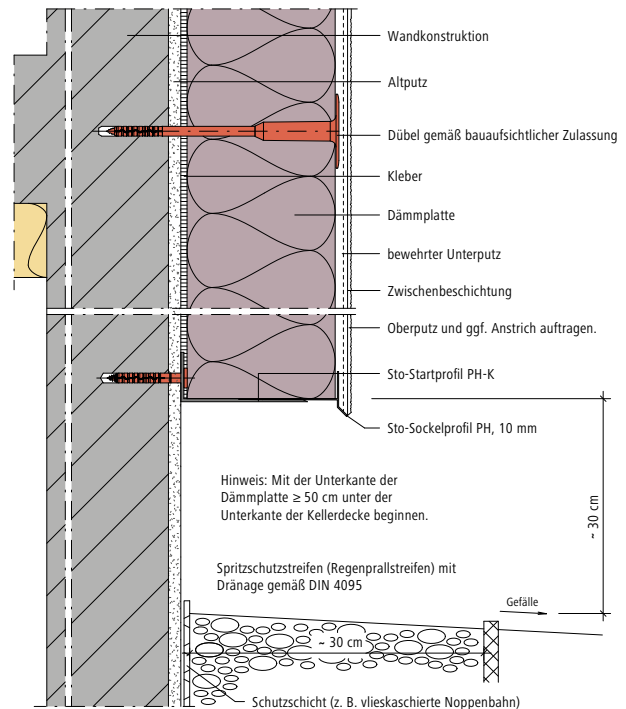 Wandkonstruktion
Altputz
Dübel gemäß bauaufsichtlicher Zulassung
Kleber
Dämmplatte
bewehrter Unterputz
Zwischenbeschichtung
Oberputz und ggf. Anstrich auftragen.
Sto-Startprofil PH-K
Sto-Sockelprofil PH, 10 mm
Hinweis: Mit der Unterkante der
Dämmplatte ≥ 50 cm unter der
Unterkante der Kellerdecke beginnen.
~ 30 cm
Spritzschutzstreifen (Regenprallstreifen) mit
Dränage gemäß DIN 4095
Gefälle
~ 30 cm
Schutzschicht (z. B. vlieskaschierte Noppenbahn)